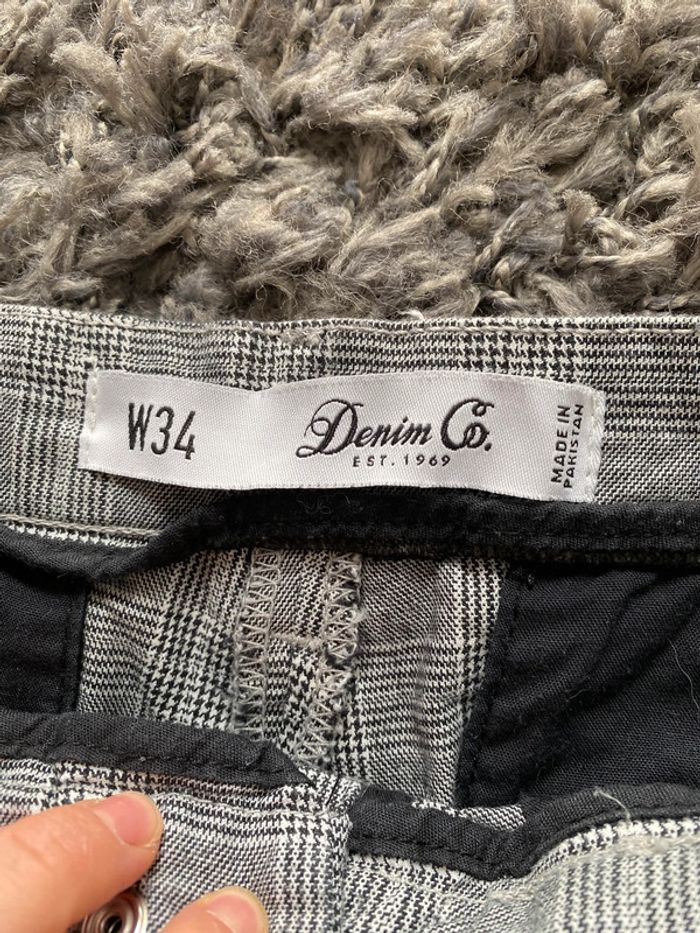 W34
Denim Co.
EST. 1969
MADE IN
PAKISTAN